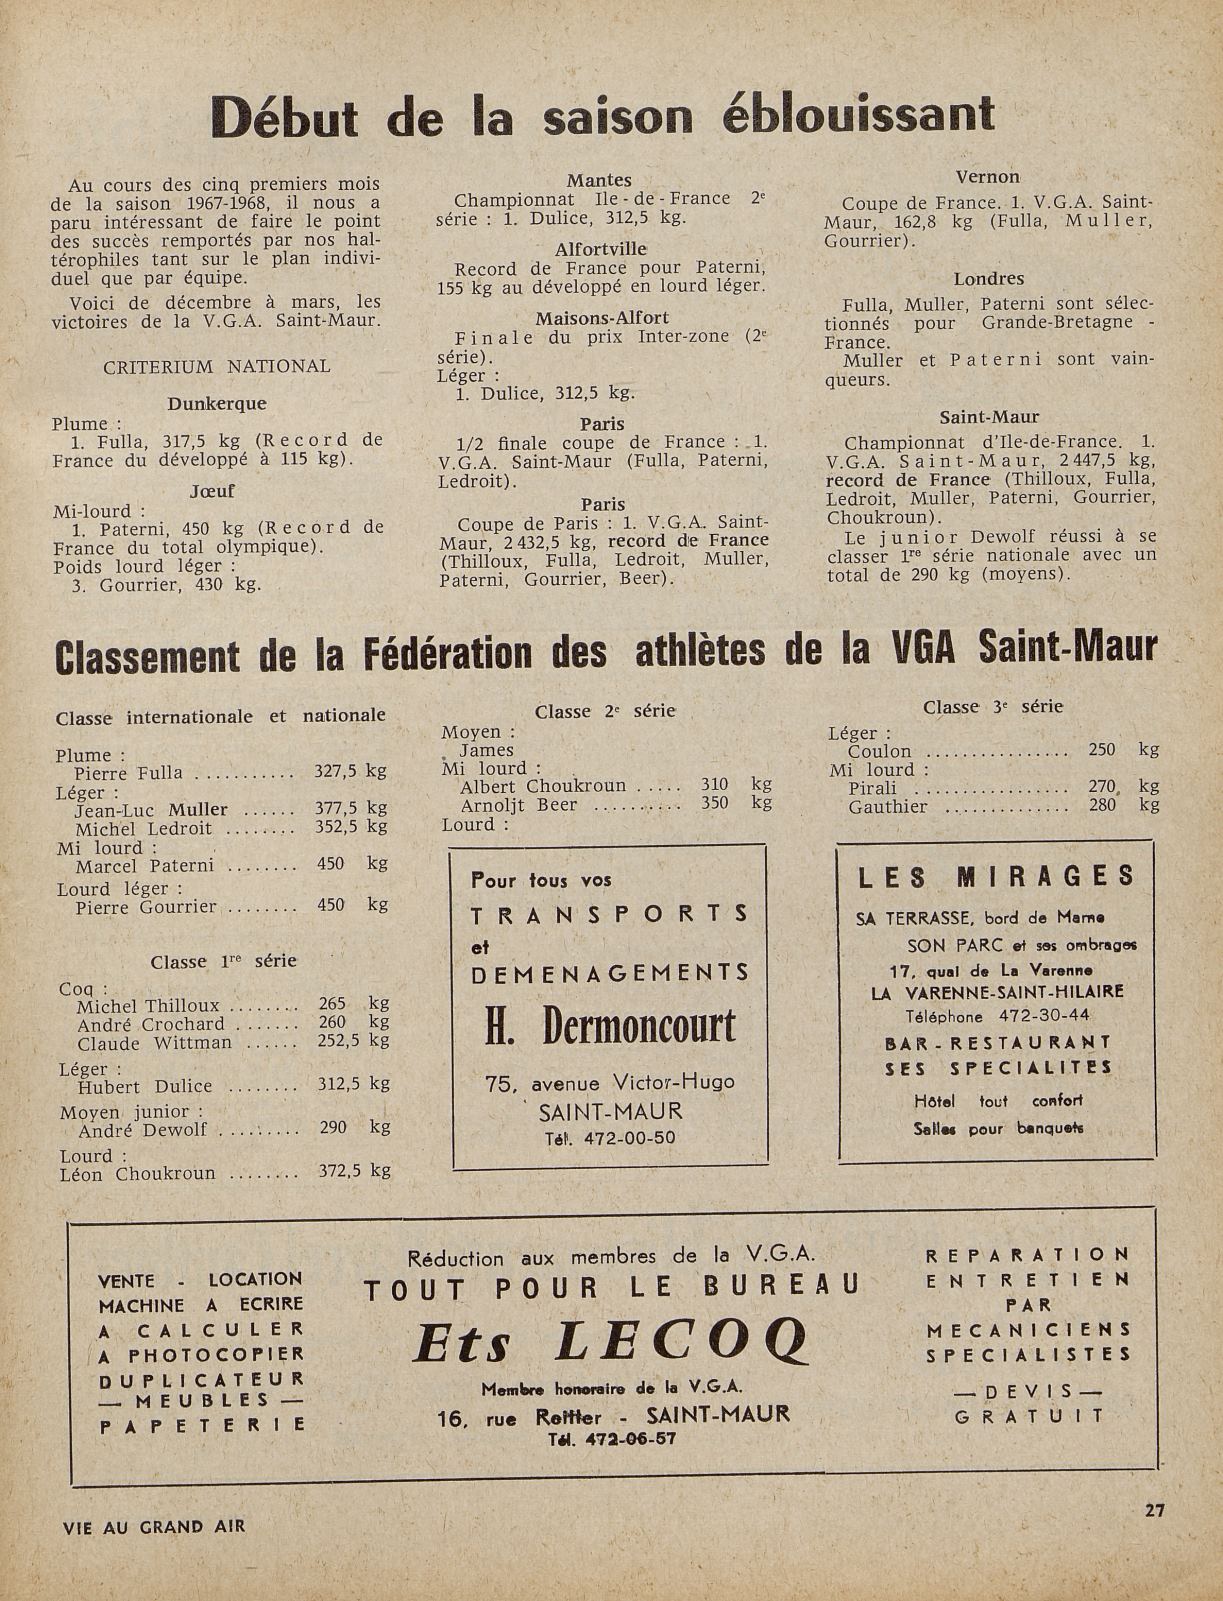 Début de la saison éblouissant
Au cours des cinq premiers mois
de la saison 1967-1968, il nous a
paru intéressant de faire le point
des succès remportés par nos hal-
térophiles tant sur le plan indivi-
duel que par équipe.
Voici de décembre à mars, les
victoires de la V.G.A. Saint-Maur.
CRITERIUM NATIONAL
Dunkerque
Plume :
1. Fulla, 317,5 kg (Record de
France du développé à 115 kg).
Jœuf
Mi-lourd :
1. Paterni, 450 kg (Record de
France du total olympique).
Poids lourd léger :
3. Gourrier, 430 kg.
Mantes
Championnat Ile-de-France 2e
série : 1. Dulice, 312,5 kg.
Alfortville
Record de France pour Paterni,
155 kg au développé en lourd léger.
Maisons-Alfort
Finale du prix Inter-zone (2e
série).
Léger :
1. Dulice, 312,5 kg.
Paris
1/2 finale coupe de France : 1.
V.G.A. Saint-Maur (Fulla, Paterni,
Ledroit).
Paris
Coupe de Paris : 1. V.G.A. Saint-
Maur, 2 432,5 kg, record de France
(Thilloux, Fulla, Ledroit, Muller,
Paterni, Gourrier, Beer).
Vernon
Coupe de France. 1. V.G.A. Saint-
Maur, 162,8 kg (Fulla, Muller,
Gourrier).
Londres
Fulla, Muller, Paterni sont sélec-
tionnés pour Grande-Bretagne -
France.
Muller et Paterni sont vain-
queurs.
Saint-Maur
Championnat d'Ile-de-France. 1.
V.G.A. Saint-Maur, 2 447,5 kg,
record de France (Thilloux, Fulla,
Ledroit, Muller, Paterni, Gourrier,
Choukroun).
Le junior Dewolf réussi à se
classer 1re série nationale avec un
total de 290 kg (moyens).
Classement de la Fédération des athlètes de la VGA Saint-Maur
Classe internationale et nationale
Plume :
Pierre Fulla ........... 327,5 kg
Léger :
Jean-Luc Muller ...... 377,5 kg
Michel Ledroit ........ 352,5 kg
Mi lourd :
Marcel Paterni ........ 450 kg
Lourd léger :
Pierre Gourrier ........ 450 kg
Classe 1re série
Coq :
Michel Thilloux ........ 265 kg
André Crochard ....... 260 kg
Claude Wittman ...... 252,5 kg
Léger :
Hubert Dulice ........ 312,5 kg
Moyen junior :
André Dewolf ......... 290 kg
Lourd :
Léon Choukroun ........ 372,5 kg
Classe 2e série
Moyen :
James
Mi lourd :
Albert Choukroun ..... 310 kg
Arnoljt Beer .......... 350 kg
Lourd :
Classe 3e série
Léger :
Coulon ................ 250 kg
Mi lourd :
Pirali ................. 270 kg
Gauthier .............. 280 kg
Pour tous vos
TRANSPORTS
et
DEMENAGEMENTS
H. Dermoncourt
75, avenue Victor-Hugo
SAINT-MAUR
Tél. 472-00-50
LES MIRAGES
SA TERRASSE, bord de Marne
SON PARC et ses ombrages
17, quai de La Varenne
LA VARENNE-SAINT-HILAIRE
Téléphone 472-30-44
BAR-RESTAURANT
SES SPECIALITES
Hôtel tout confort
Salles pour banquets
VENTE - LOCATION
MACHINE A ECRIRE
A CALCULER
A PHOTOCOPIER
DUPLICATEUR
— MEUBLES —
PAPETERIE
Réduction aux membres de la V.G.A.
TOUT POUR LE BUREAU
Ets LECOQ
Membre honoraire de la V.G.A.
16, rue Reitter - SAINT-MAUR
Tél. 472-06-57
REPARATION
ENTRETIEN
PAR
MECANICIENS
SPECIALISTES
— DEVIS —
GRATUIT
VIE AU GRAND AIR
27